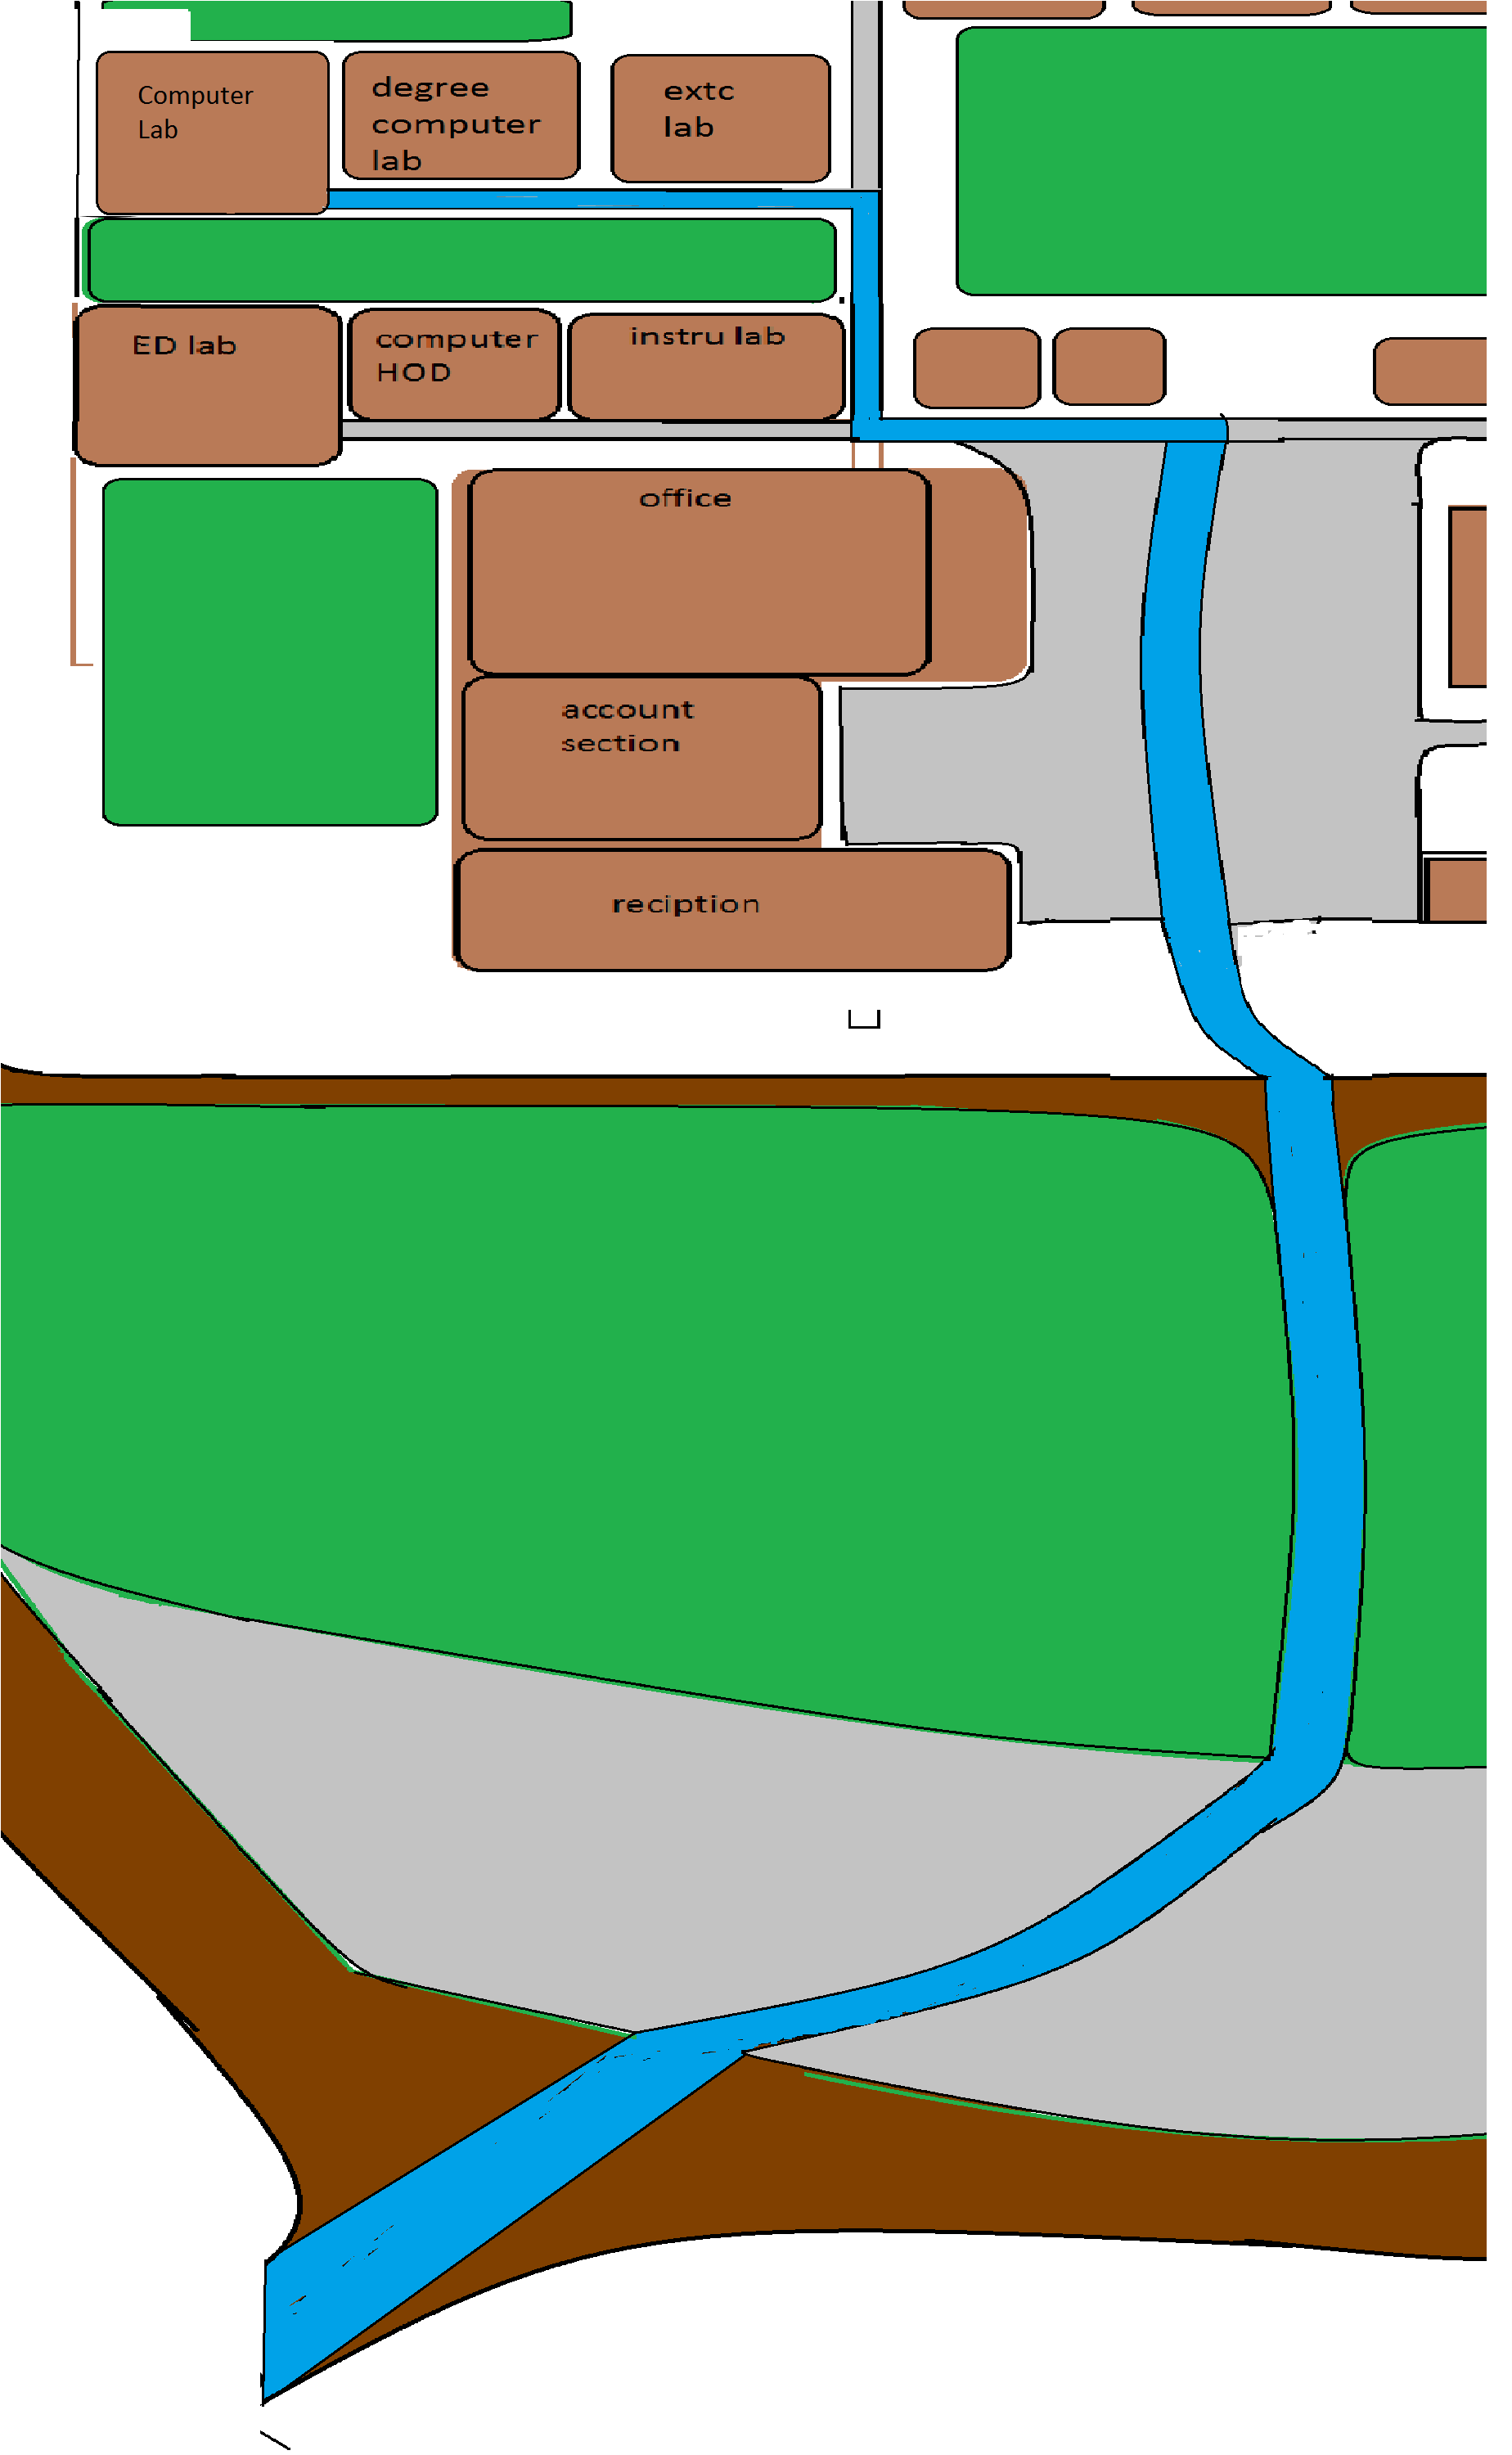 Computer
Lab
degree
computer
lab
extc
lab
ED lab
computer
HOD
instru lab
office
account
section
reciption